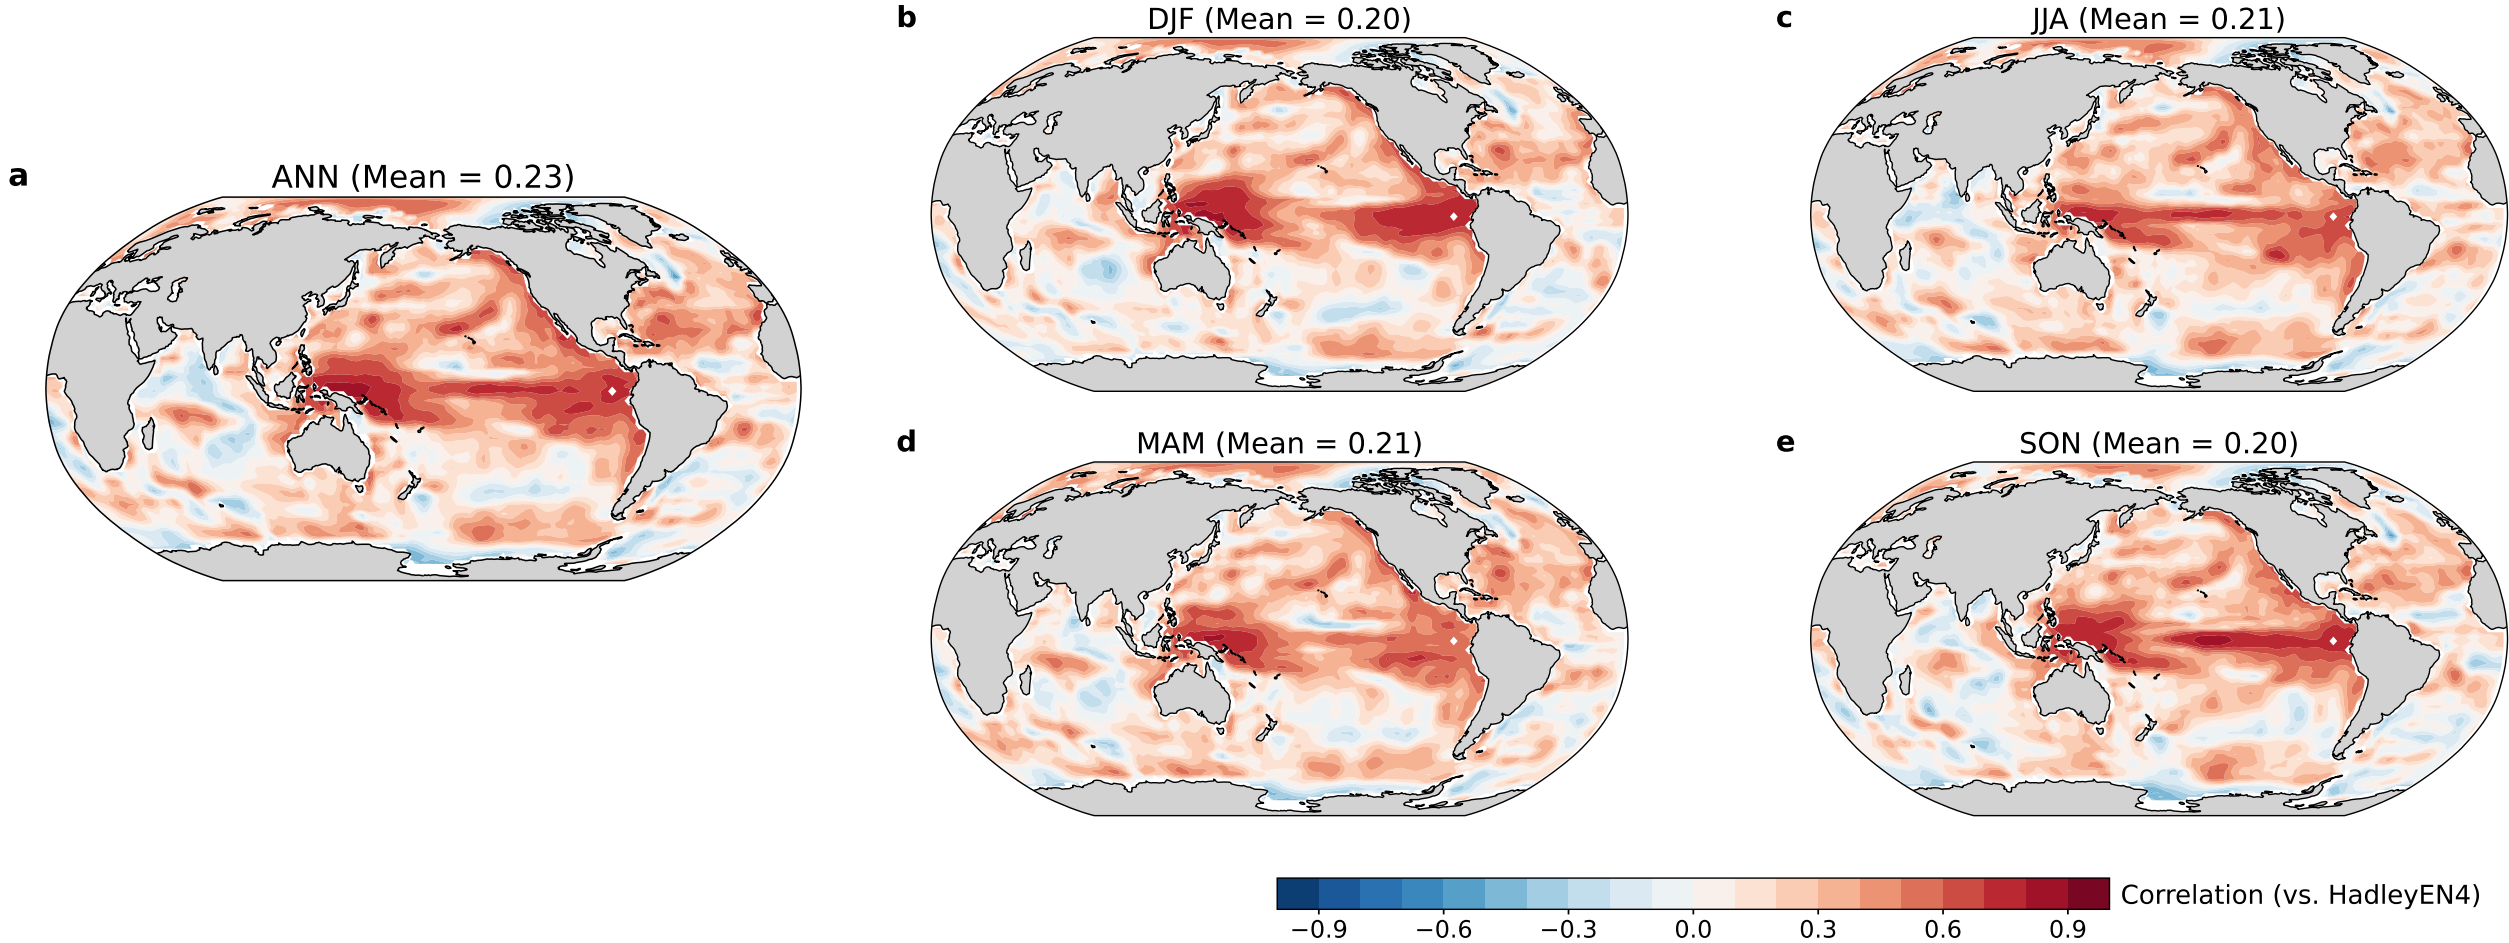 a
ANN (Mean = 0.23)
b
DJF (Mean = 0.20)
c
JJA (Mean = 0.21)
d
MAM (Mean = 0.21)
e
SON (Mean = 0.20)
−0.9 −0.6 −0.3 0.0 0.3 0.6 0.9
Correlation (vs. HadleyEN4)